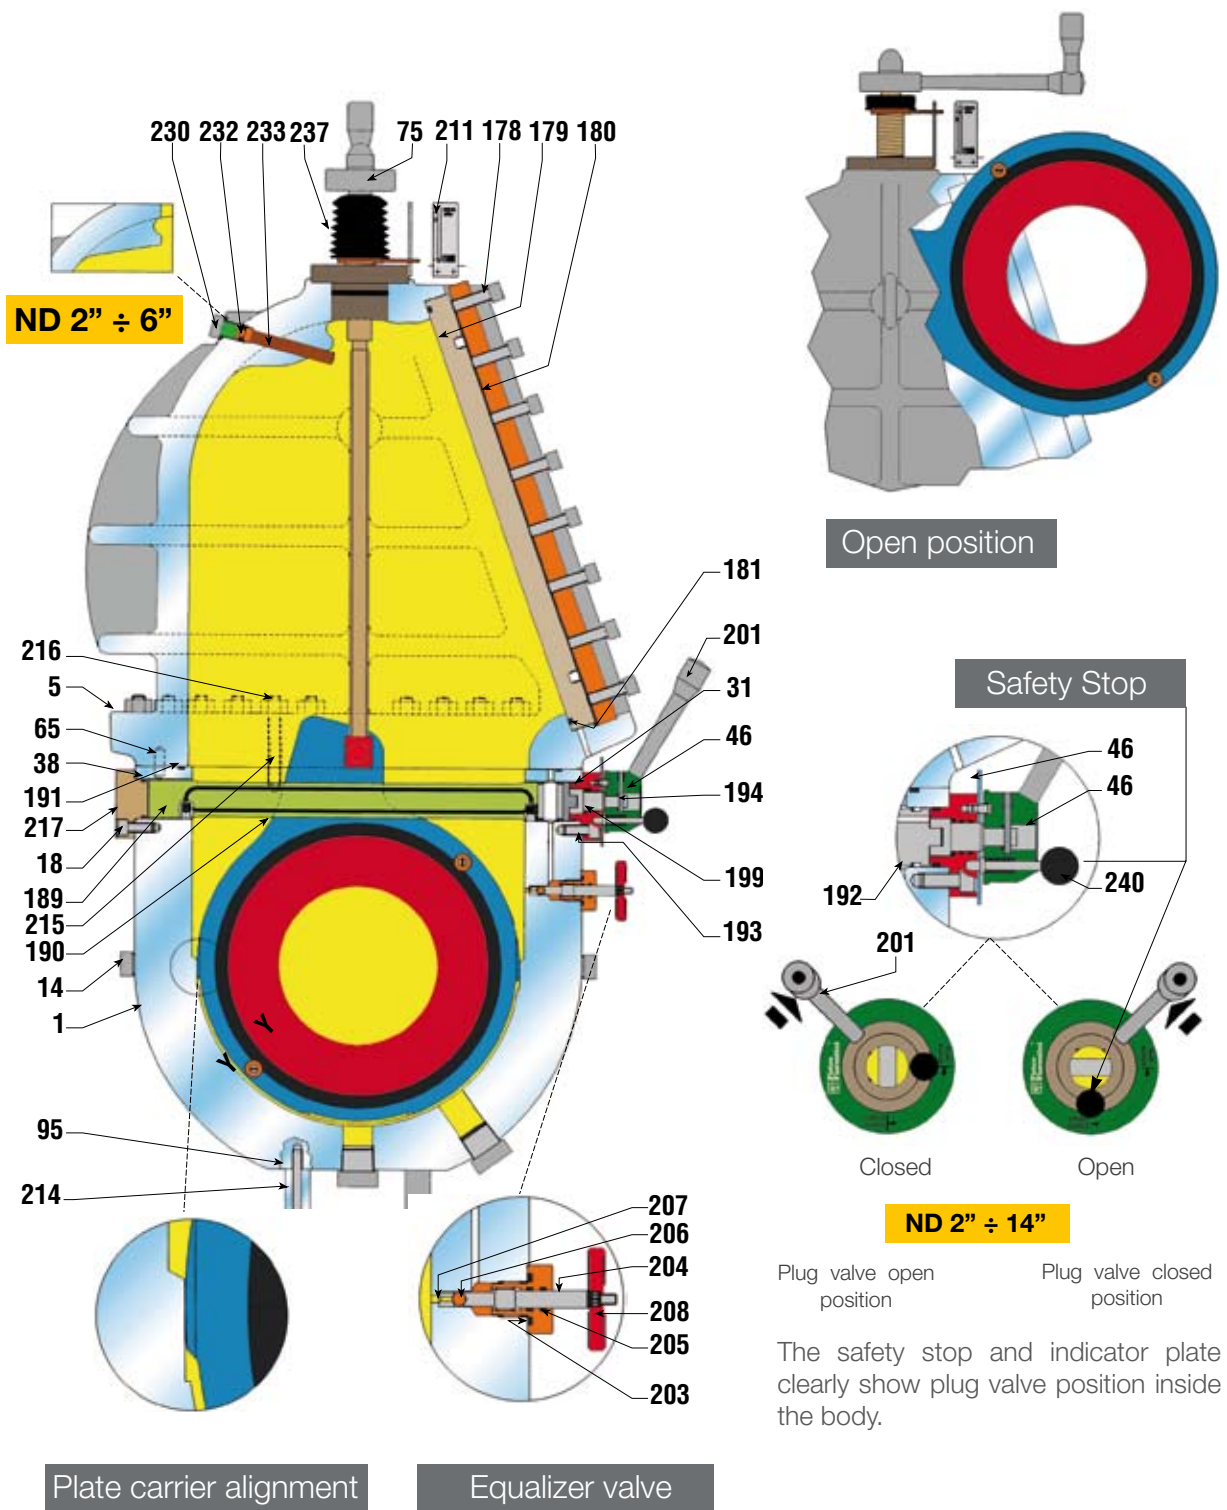 230 232 233 237 75 211 178 179 180
ND 2” ÷ 6”
Open position
181
201
31
46
194
199
193
216
5
65
38
191
217
18
189
215
190
14
1
95
214
Safety Stop
46
46
192
240
201
Closed
Open
ND 2” ÷ 14”
Plug valve open
position
Plug valve closed
position
The safety stop and indicator plate
clearly show plug valve position inside
the body.
207
206
204
208
205
203
Plate carrier alignment
Equalizer valve